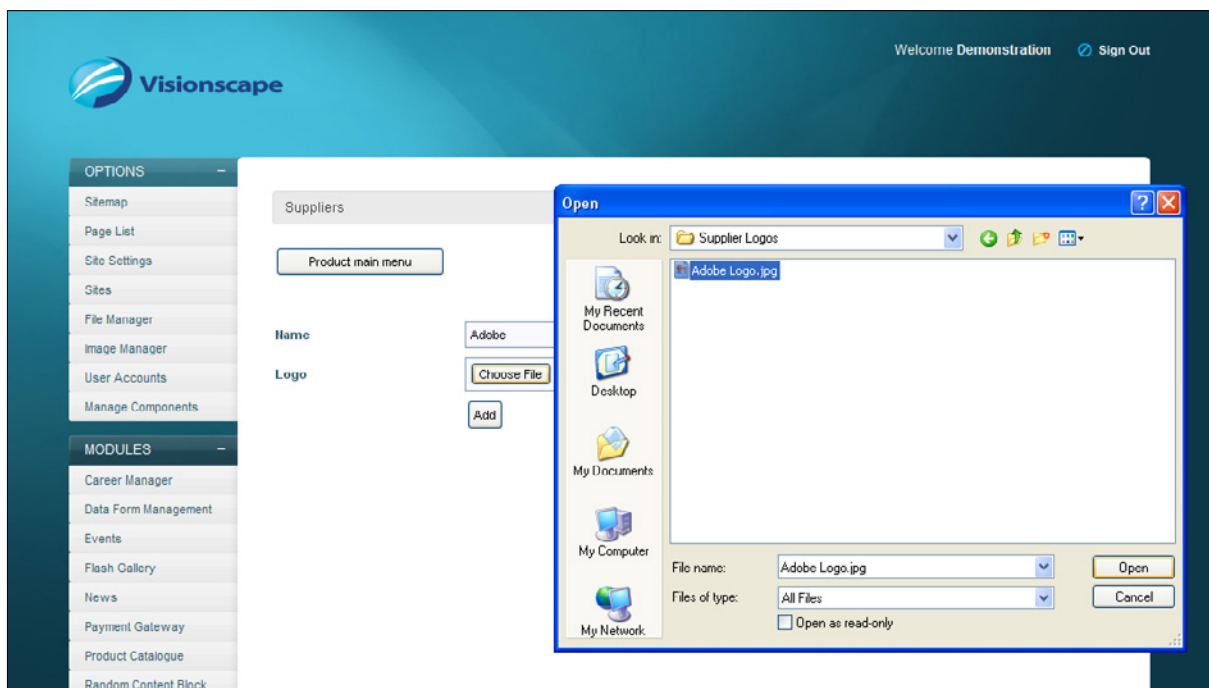 Welcome Demonstration Sign Out
Visionscape
OPTIONS –
Sitemap
Page List
Site Settings
Sites
File Manager
Image Manager
User Accounts
Manage Components
MODULES –
Career Manager
Data Form Management
Events
Flash Gallery
News
Payment Gateway
Product Catalogue
Random Content Block
Suppliers
Product main menu
Name Adobe
Logo Choose File
Add
Open
Look in: Supplier Logos
Adobe Logo.jpg
My Recent
Documents
Desktop
My Documents
My Computer
My Network
File name: Adobe Logo.jpg Open
Files of type: All Files Cancel
Open as read-only